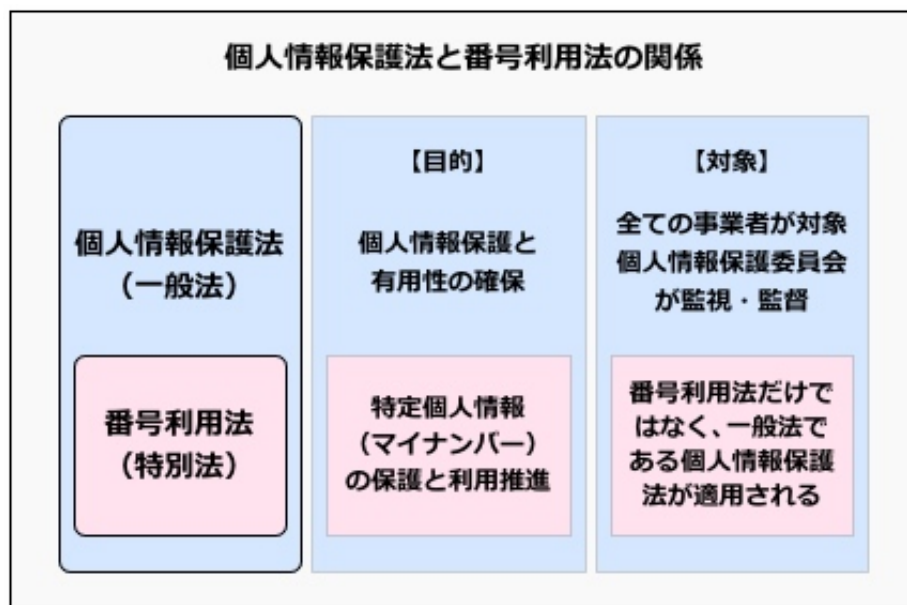 個人情報保護法と番号利用法の関係
個人情報保護法
（一般法）
番号利用法
（特別法）
【目的】
個人情報保護と
有用性の確保
特定個人情報
（マイナンバー）
の保護と利用推進
【対象】
全ての事業者が対象
個人情報保護委員会
が監視・監督
番号利用法だけで
はなく、一般法で
ある個人情報保護
法が適用される